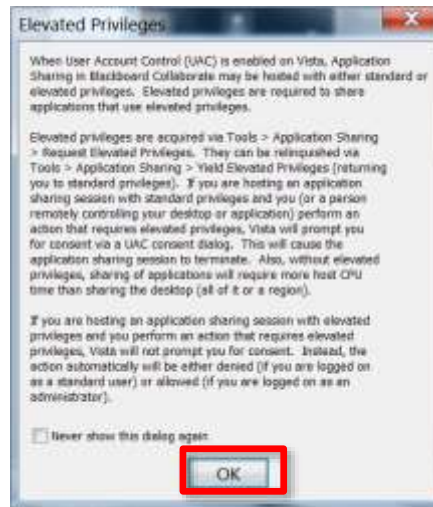 Elevated Privileges
When User Account Control (UAC) is enabled on Vista, Application
Sharing in Blackboard Collaborate may be hosted with either standard or
elevated privileges. Elevated privileges are required to share
applications that use elevated privileges.
Elevated privileges are acquired via Tools > Application Sharing
> Request Elevated Privileges. They can be relinquished via
Tools > Application Sharing > Yield Elevated Privileges (returning
you to standard privileges). If you are hosting an application
sharing session with standard privileges and you (or a person
remotely controlling your desktop or application) perform an
action that requires elevated privileges, Vista will prompt you
for consent via a UAC consent dialog. This will cause the
application sharing session to terminate. Also, without elevated
privileges, sharing of applications will require more host CPU
time than sharing the desktop (all of it or a region).
If you are hosting an application sharing session with elevated
privileges and you perform an action that requires elevated
privileges, Vista will not prompt you for consent. Instead, the
action automatically will be either denied (if you are logged on
as a standard user) or allowed (if you are logged on as an
administrator).
Never show this dialog again
OK